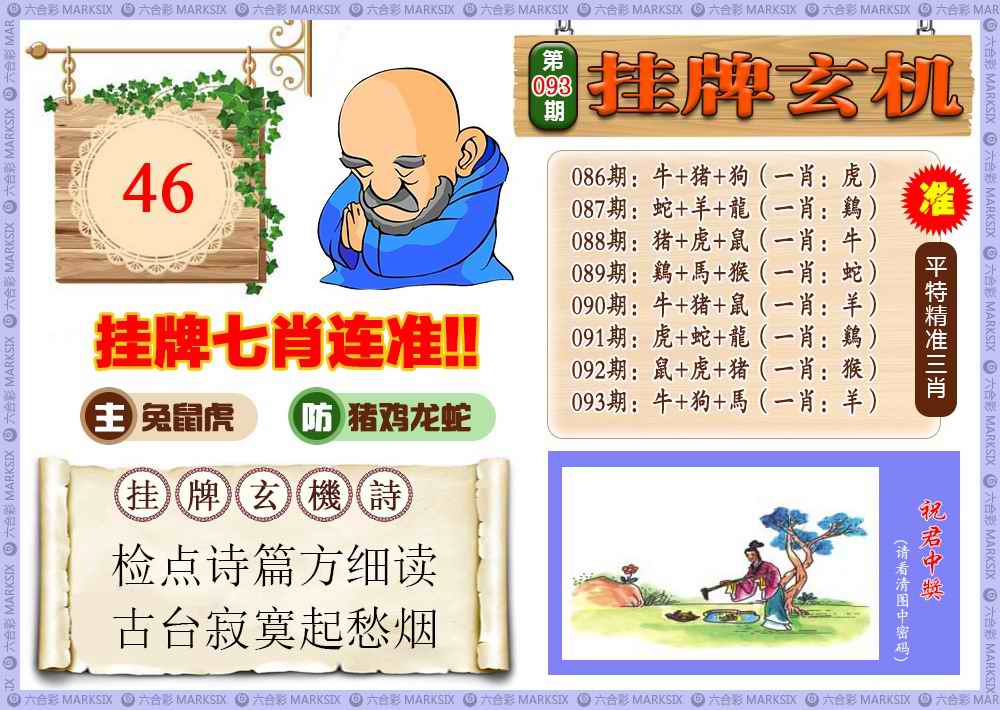 六合彩 MARKSIX
46
挂牌七肖连准!!
主 兔鼠虎
防 猪鸡龙蛇
挂牌玄機詩
检点诗篇方细读
古台寂寞起愁烟
第
093
期
挂牌玄机
086期：牛+猪+狗（一肖：虎）
087期：蛇+羊+龍（一肖：鷄）
088期：猪+虎+鼠（一肖：牛）
089期：鷄+馬+猴（一肖：蛇）
090期：牛+猪+鼠（一肖：羊）
091期：虎+蛇+龍（一肖：鷄）
092期：鼠+虎+猪（一肖：猴）
093期：牛+狗+馬（一肖：羊）
准
平特精准三肖
祝君中獎
(请看清图中密码)